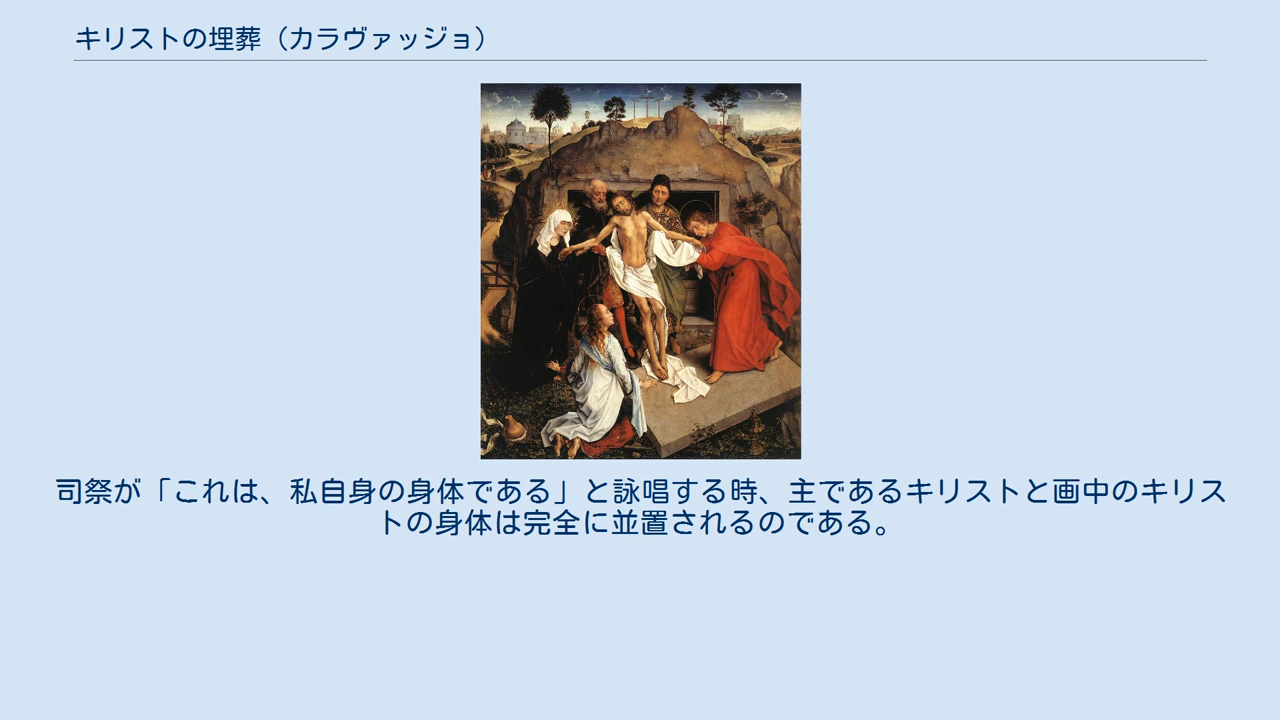 キリストの埋葬（カラヴァッジョ）
司祭が「これは、私自身の身体である」と詠唱する時、主であるキリストと画中のキリス
トの身体は完全に並置されるのである。